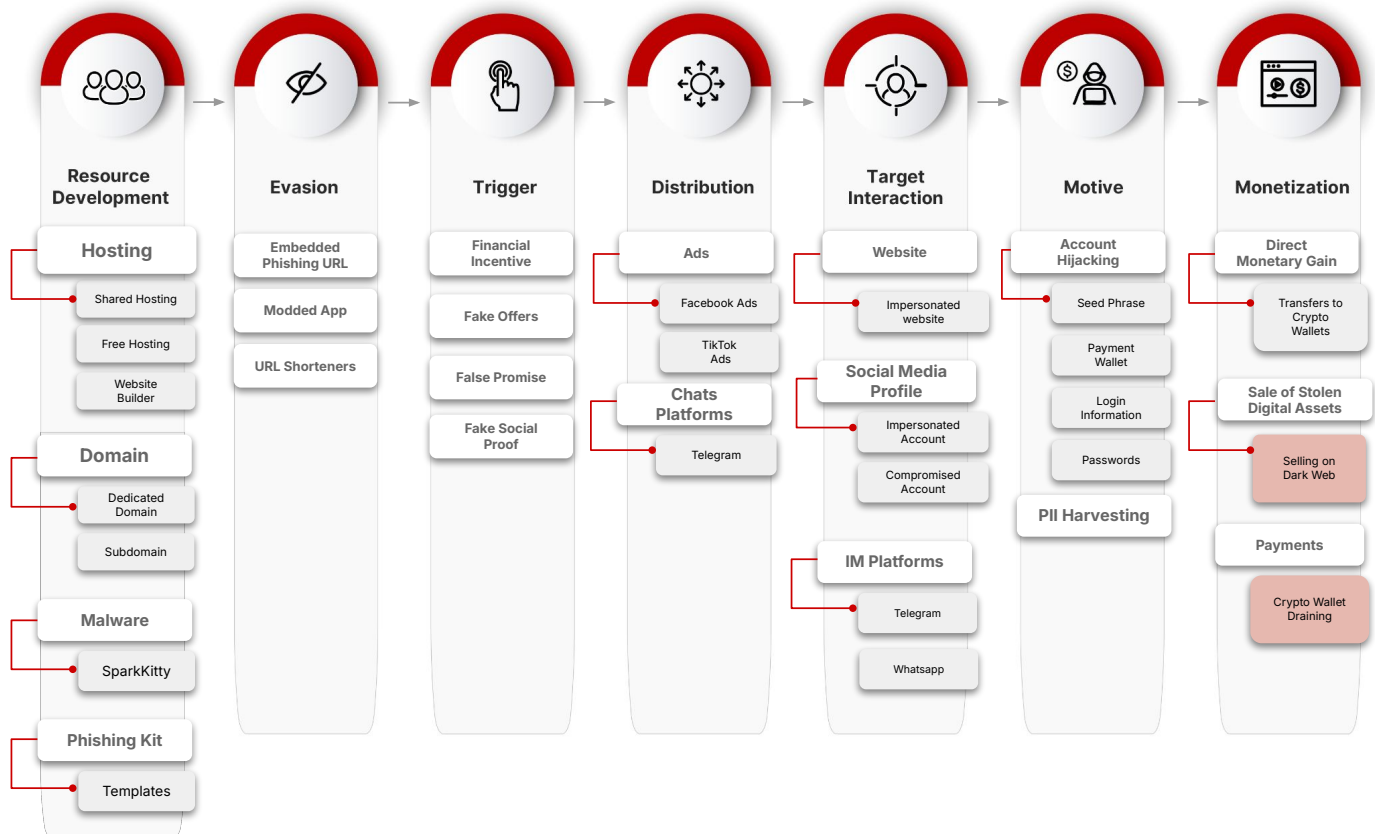 Resource
Development
Hosting
Shared Hosting
Free Hosting
Website
Builder
Domain
Dedicated
Domain
Subdomain
Malware
SparkKitty
Phishing Kit
Templates
Evasion
Embedded
Phishing URL
Modded App
URL Shorteners
Trigger
Financial
Incentive
Fake Offers
False Promise
Fake Social
Proof
Distribution
Ads
Facebook Ads
TikTok
Ads
Chats
Platforms
Telegram
Target
Interaction
Website
Impersonated
website
Social Media
Profile
Impersonated
Account
Compromised
Account
IM Platforms
Telegram
Whatsapp
Motive
Account
Hijacking
Seed Phrase
Payment
Wallet
Login
Information
Passwords
PII Harvesting
Monetization
Direct
Monetary Gain
Transfers to
Crypto
Wallets
Sale of Stolen
Digital Assets
Selling on
Dark Web
Payments
Crypto Wallet
Draining